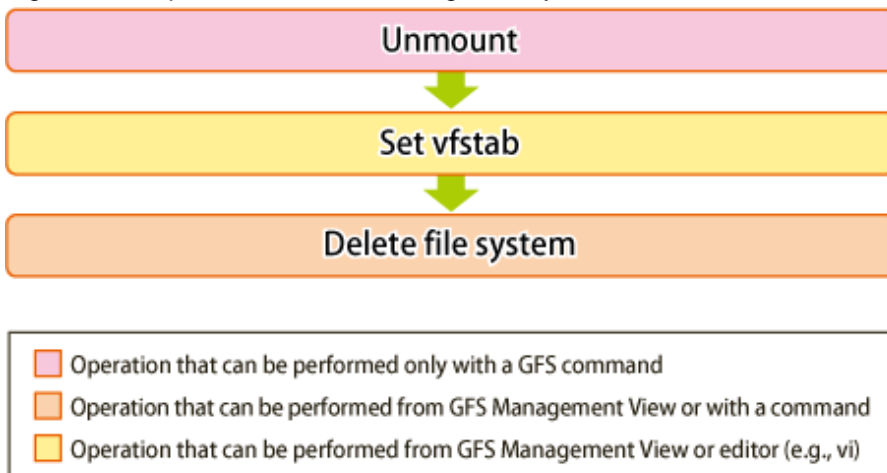 Unmount
Set vfstab
Delete file system
Operation that can be performed only with a GFS command
Operation that can be performed from GFS Management View or with a command
Operation that can be performed from GFS Management View or editor (e.g., vi)